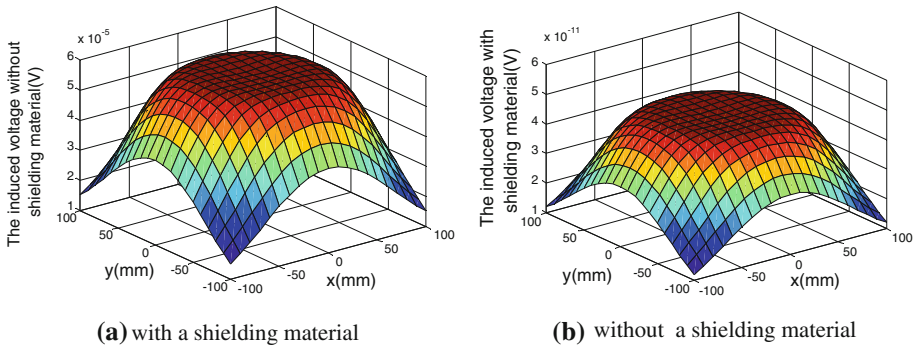 x 10⁻⁵
The induced voltage without
shielding material(V)
6
5
4
3
2
1
100
50
0
-50
-100
y(mm)
-100
-50
0
50
100
x(mm)
(a) with a shielding material
x 10⁻¹¹
The induced voltage with
shielding material(V)
6
5
4
3
2
1
100
50
0
-50
-100
y(mm)
-100
-50
0
50
100
x(mm)
(b) without a shielding material